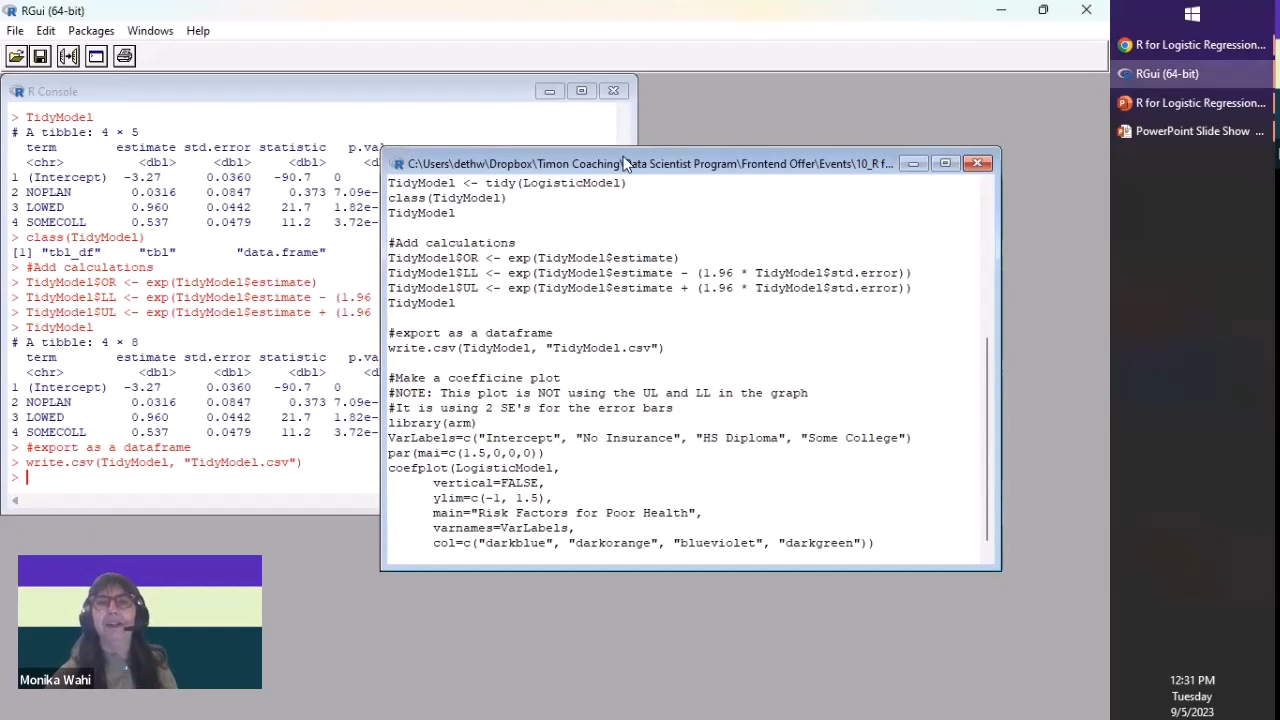 RGui (64-bit)
File Edit Packages Windows Help
R Console
> TidyModel
# A tibble: 4 × 5
term estimate std.error statistic p.val
<chr> <dbl> <dbl> <dbl>
1 (Intercept) -3.27 0.0360 -90.7 0
2 NOPLAN 0.0316 0.0847 0.373 7.09e-
3 LOWED 0.960 0.0442 21.7 1.82e-
4 SOMECOLL 0.537 0.0479 11.2 3.72e-
> class(TidyModel)
[1] "tbl_df" "tbl" "data.frame"
> #Add calculations
> TidyModel$OR <- exp(TidyModel$estimate)
> TidyModel$LL <- exp(TidyModel$estimate - (1.96
> TidyModel$UL <- exp(TidyModel$estimate + (1.96
> TidyModel
# A tibble: 4 × 8
term estimate std.error statistic p.val
<chr> <dbl> <dbl> <dbl>
1 (Intercept) -3.27 0.0360 -90.7 0
2 NOPLAN 0.0316 0.0847 0.373 7.09e-
3 LOWED 0.960 0.0442 21.7 1.82e-
4 SOMECOLL 0.537 0.0479 11.2 3.72e-
> #export as a dataframe
> write.csv(TidyModel, "TidyModel.csv")
>
C:\Users\dethw\Dropbox\Timon Coaching\Data Scientist Program\Frontend Offer\Events\10_R f...
TidyModel <- tidy(LogisticModel)
class(TidyModel)
TidyModel
#Add calculations
TidyModel$OR <- exp(TidyModel$estimate)
TidyModel$LL <- exp(TidyModel$estimate - (1.96 * TidyModel$std.error))
TidyModel$UL <- exp(TidyModel$estimate + (1.96 * TidyModel$std.error))
TidyModel
#export as a dataframe
write.csv(TidyModel, "TidyModel.csv")
#Make a coefficine plot
#NOTE: This plot is NOT using the UL and LL in the graph
#It is using 2 SE's for the error bars
library(arm)
VarLabels=c("Intercept", "No Insurance", "HS Diploma", "Some College")
par(mai=c(1.5,0,0,0))
coefplot(LogisticModel,
vertical=FALSE,
ylim=c(-1, 1.5),
main="Risk Factors for Poor Health",
varnames=VarLabels,
col=c("darkblue", "darkorange", "blueviolet", "darkgreen"))
Monika Wahi
R for Logistic Regression...
RGui (64-bit)
R for Logistic Regression...
PowerPoint Slide Show ...
12:31 PM
Tuesday
9/5/2023